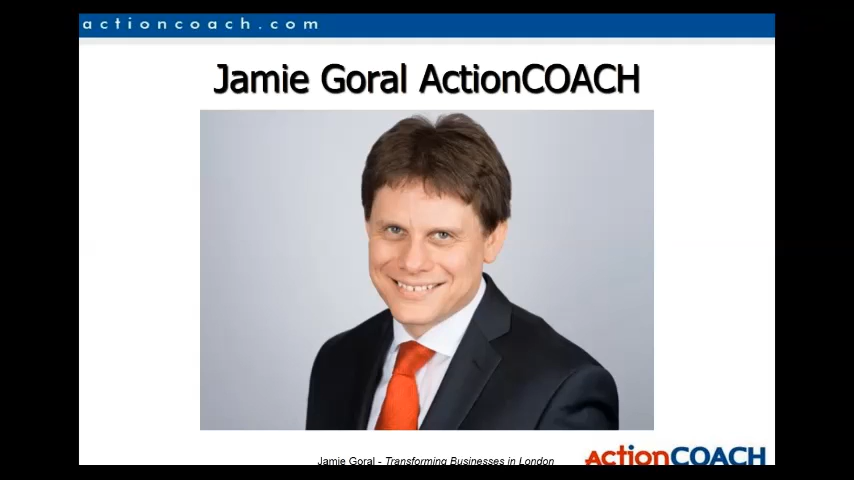 actioncoach.com
Jamie Goral ActionCOACH
Jamie Goral - Transforming Businesses in London
ActionCOACH